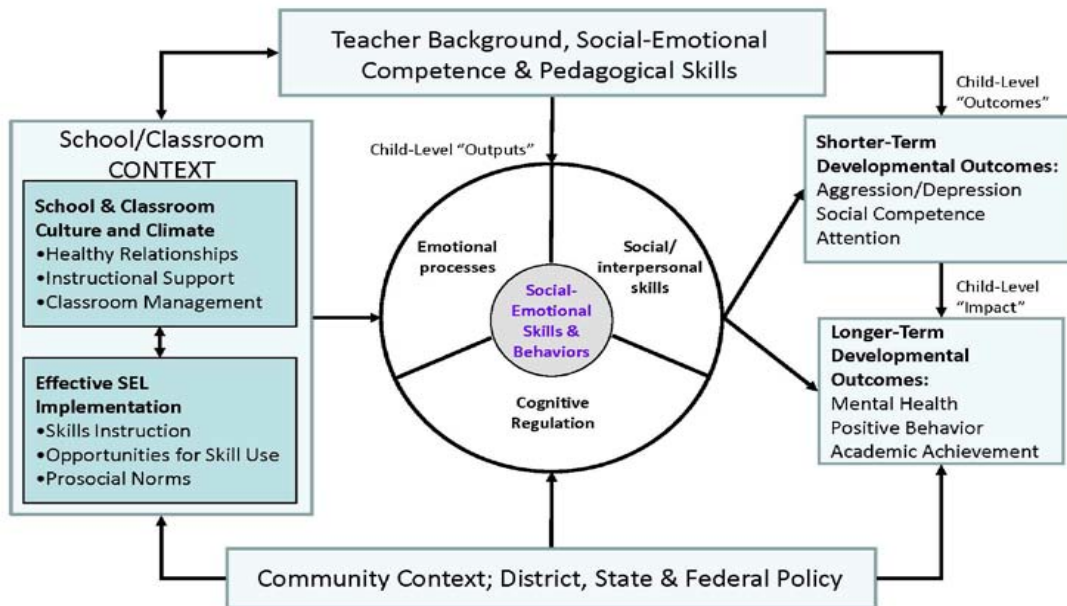 Teacher Background, Social-Emotional
Competence & Pedagogical Skills
Child-Level
"Outcomes"
School/Classroom
CONTEXT
School & Classroom
Culture and Climate
•Healthy Relationships
•Instructional Support
•Classroom Management
Effective SEL
Implementation
•Skills Instruction
•Opportunities for Skill Use
•Prosocial Norms
Child-Level "Outputs"
Emotional
processes
Social/
interpersonal
skills
Social-
Emotional
Skills &
Behaviors
Cognitive
Regulation
Shorter-Term
Developmental Outcomes:
Aggression/Depression
Social Competence
Attention
Child-Level
"Impact"
Longer-Term
Developmental
Outcomes:
Mental Health
Positive Behavior
Academic Achievement
Community Context; District, State & Federal Policy